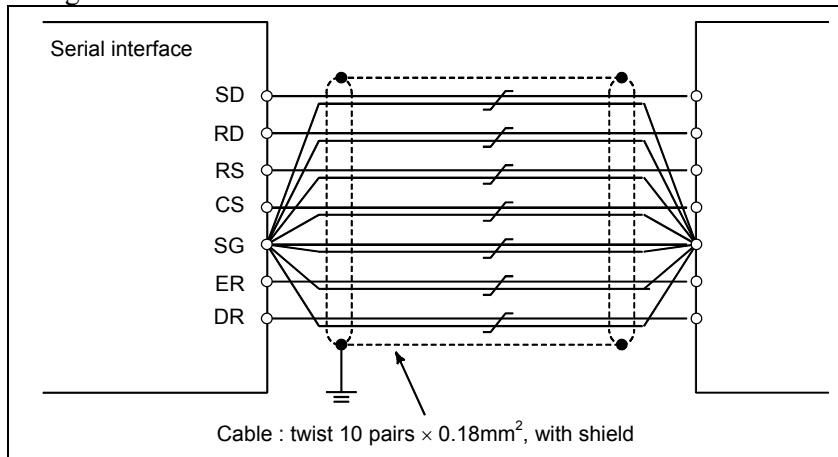 Serial interface
SD
RD
RS
CS
SG
ER
DR
Cable : twist 10 pairs × 0.18mm², with shield